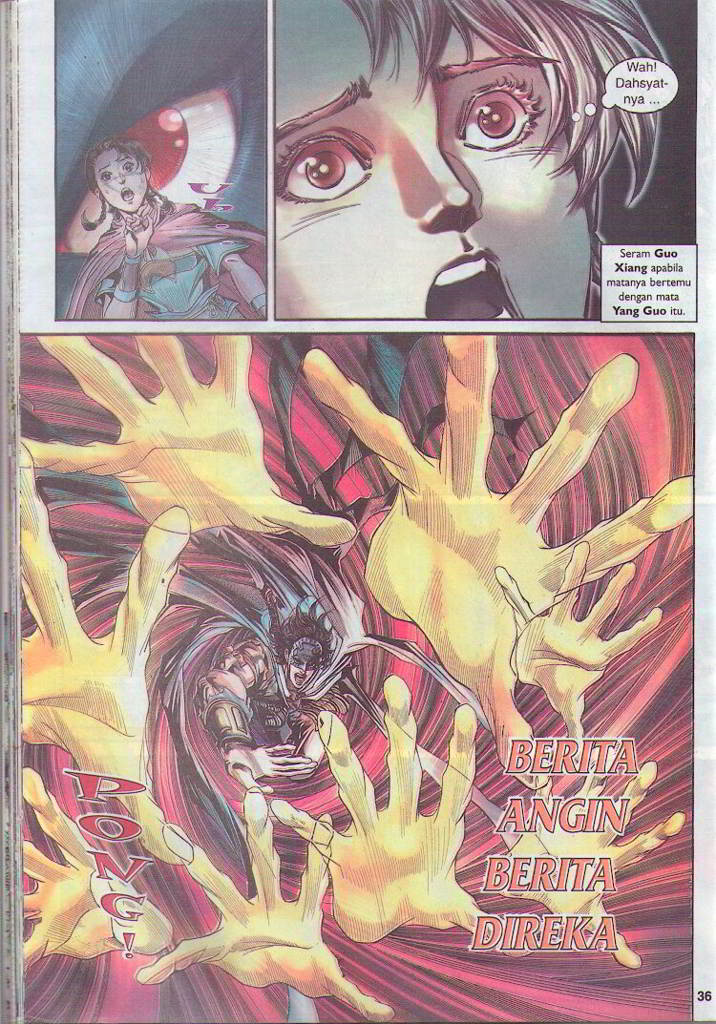 UH...
Wah!
Dahsyat-
nya ...
Seram Guo
Xiang apabila
matanya bertemu
dengan mata
Yang Guo itu.
PONG!
BERITA
ANGIN
BERITA
DIREKA
36